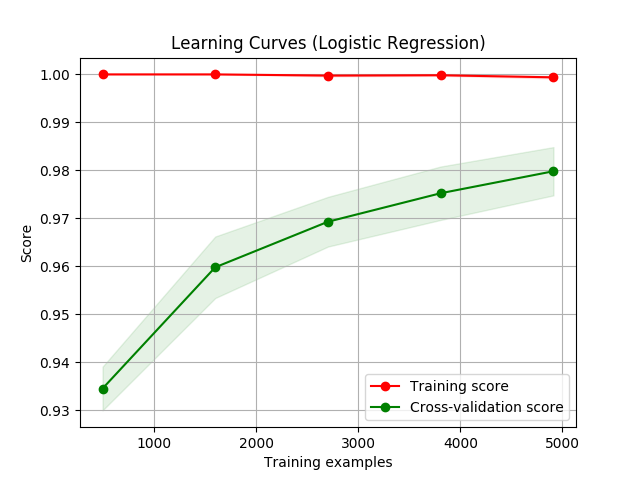 Learning Curves (Logistic Regression)
1.00
0.99
0.98
0.97
0.96
0.95
0.94
0.93
Score
1000 2000 3000 4000 5000
Training examples
Training score
Cross-validation score